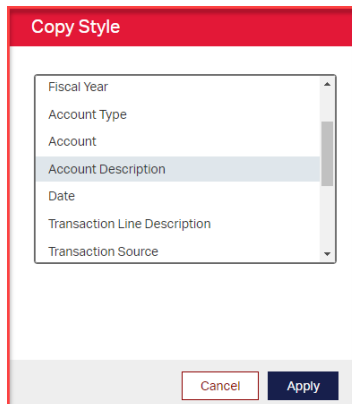 Copy Style
Fiscal Year
Account Type
Account
Account Description
Date
Transaction Line Description
Transaction Source
Cancel
Apply